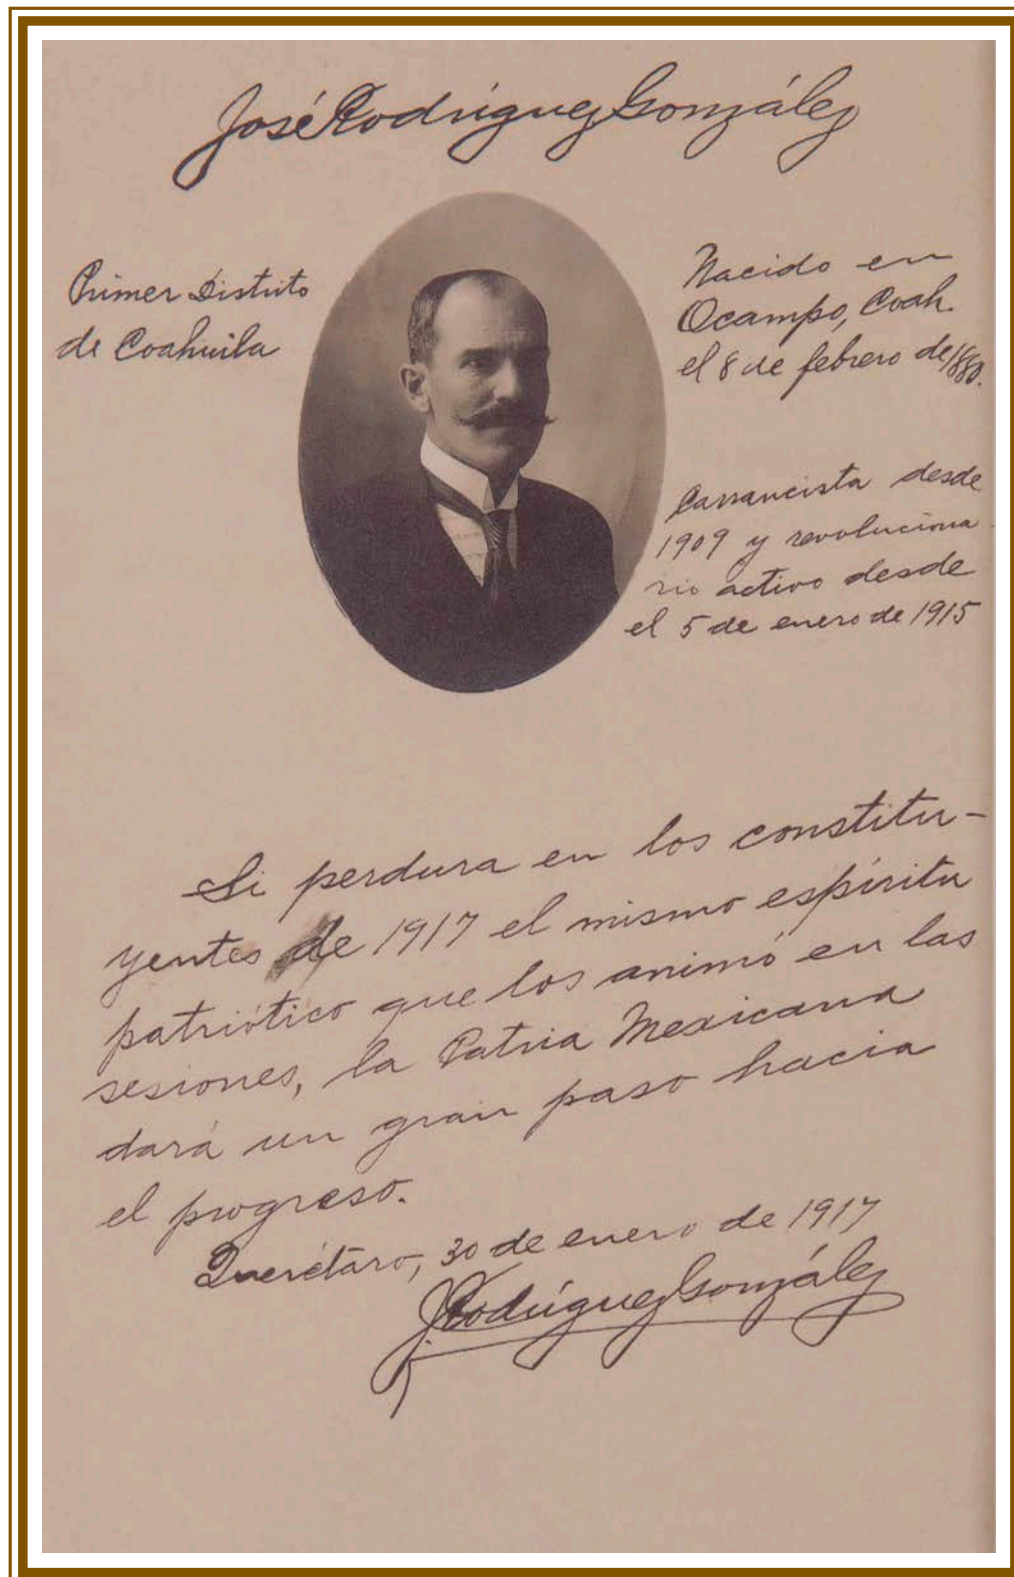 José Rodríguez González
Primer Distrito
de Coahuila
Nacido en
Ocampo, Coah.
el 8 de febrero de 1880.
Carrancista desde
1909 y revoluciona
rio activo desde
el 5 de enero de 1915
Si perdura en los constitu-
yentes de 1917 el mismo espíritu
patriótico que los animó en las
sesiones, la Patria Mexicana
dará un gran paso hacia
el progreso.
Querétaro, 30 de enero de 1917
J. Rodríguez González